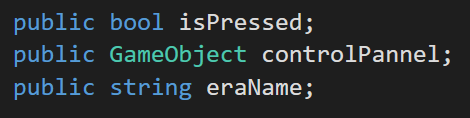 public bool isPressed;
public GameObject controlPannel;
public string eraName;